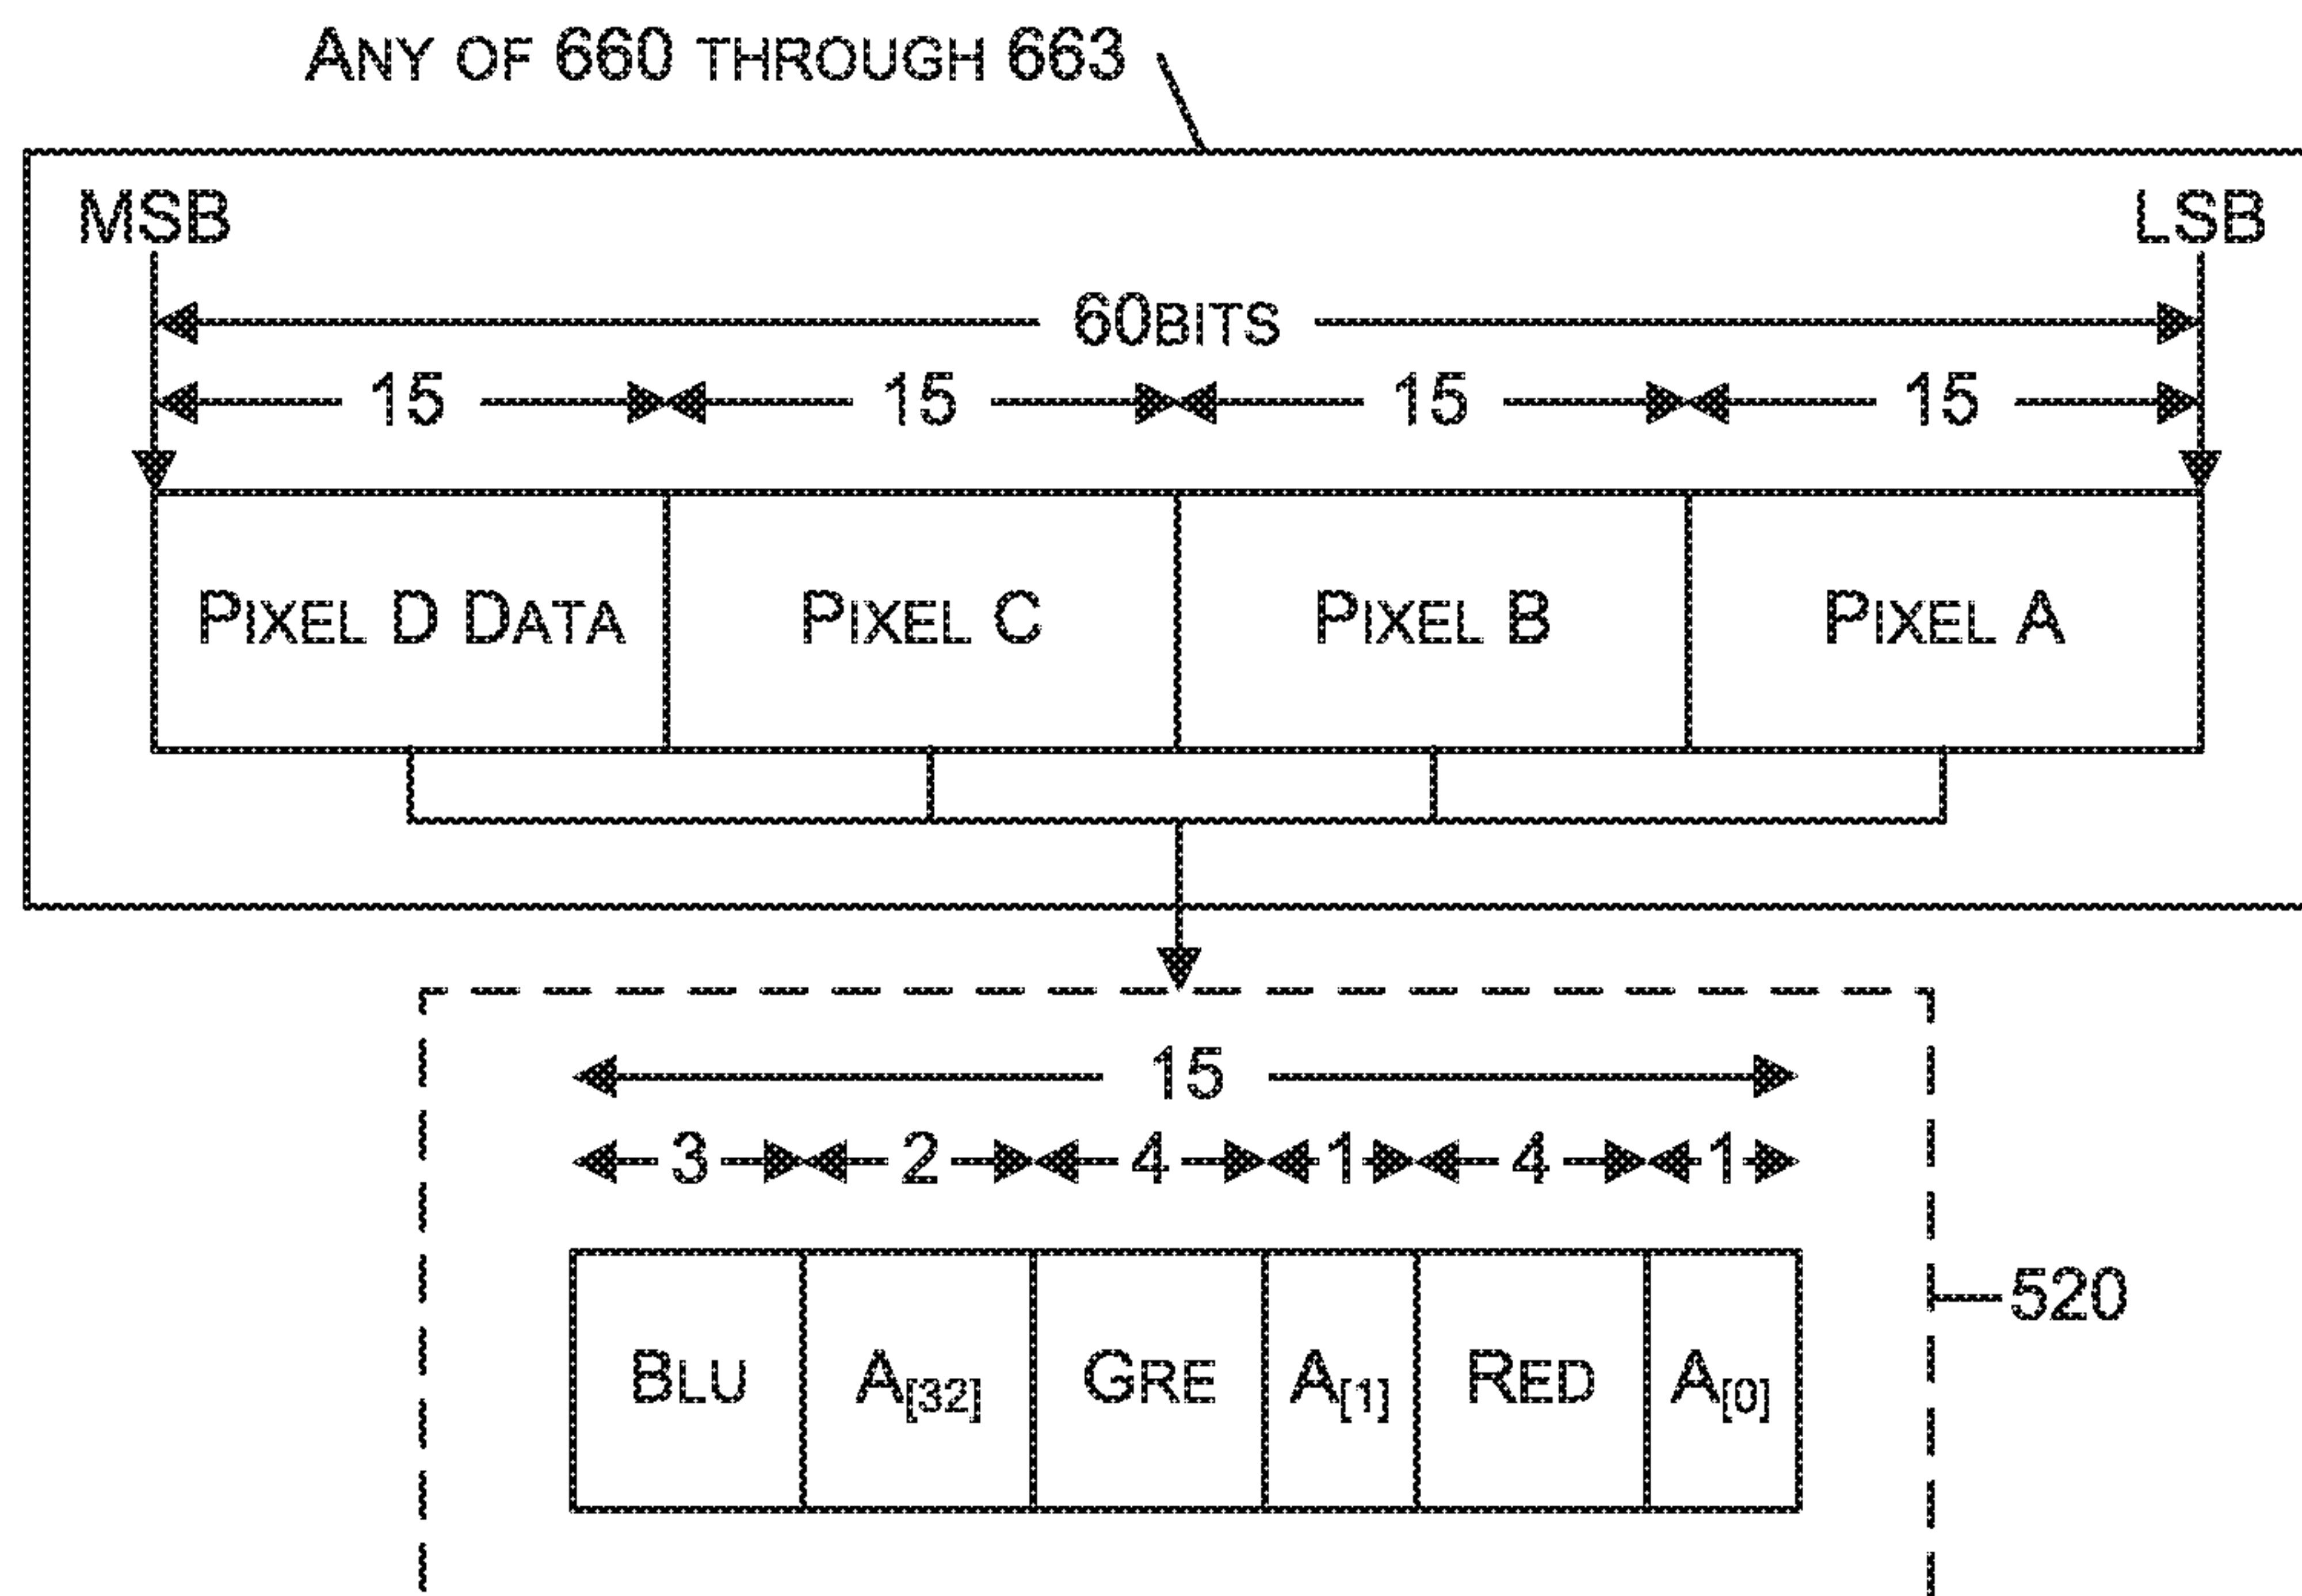 ANY OF 660 THROUGH 663
MSB LSB
60BITS
15 15 15 15
PIXEL D DATA PIXEL C PIXEL B PIXEL A
15
3 2 4 1 4 1
BLU A[32] GRE A[1] RED A[0]
520